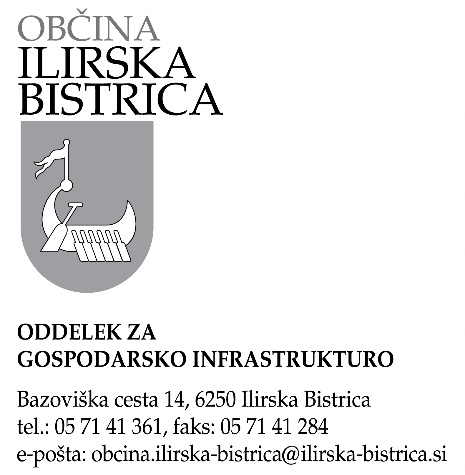 OBČINA
ILIRSKA
BISTRICA
ODDELEK ZA
GOSPODARSKO INFRASTRUKTURO
Bazoviška cesta 14, 6250 Ilirska Bistrica
tel.: 05 71 41 361, faks: 05 71 41 284
e-pošta: obcina.ilirska-bistrica@ilirska-bistrica.si